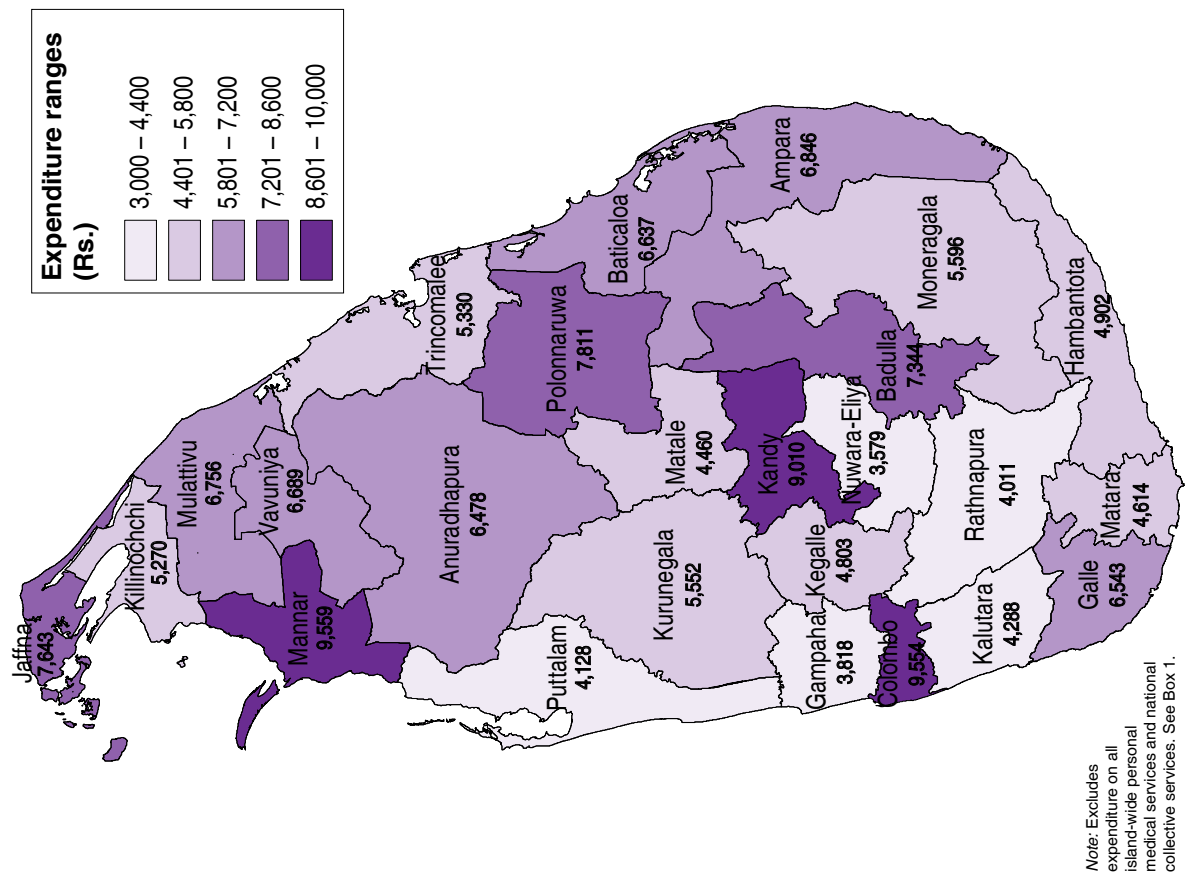 Expenditure ranges
(Rs.)
3,000 – 4,400
4,401 – 5,800
5,801 – 7,200
7,201 – 8,600
8,601 – 10,000
Jaffna
7,643
Killinochchi
5,270
Mulattivu
6,756
Vavuniya
6,689
Mannar
9,559
Anuradhapura
6,478
Trincomalee
5,330
Polonnaruwa
7,811
Baticaloa
6,637
Ampara
6,846
Puttalam
4,128
Kurunegala
5,552
Matale
4,460
Kandy
9,010
Nuwara-Eliya
3,579
Badulla
7,344
Moneragala
5,596
Gampahat
3,818
Kegalle
4,803
Colombo
9,554
Rathnapura
4,011
Kalutara
4,288
Galle
6,543
Matara
4,614
Hambantota
4,902
Note: Excludes
expenditure on all
island-wide personal
medical services and national
collective services. See Box 1.